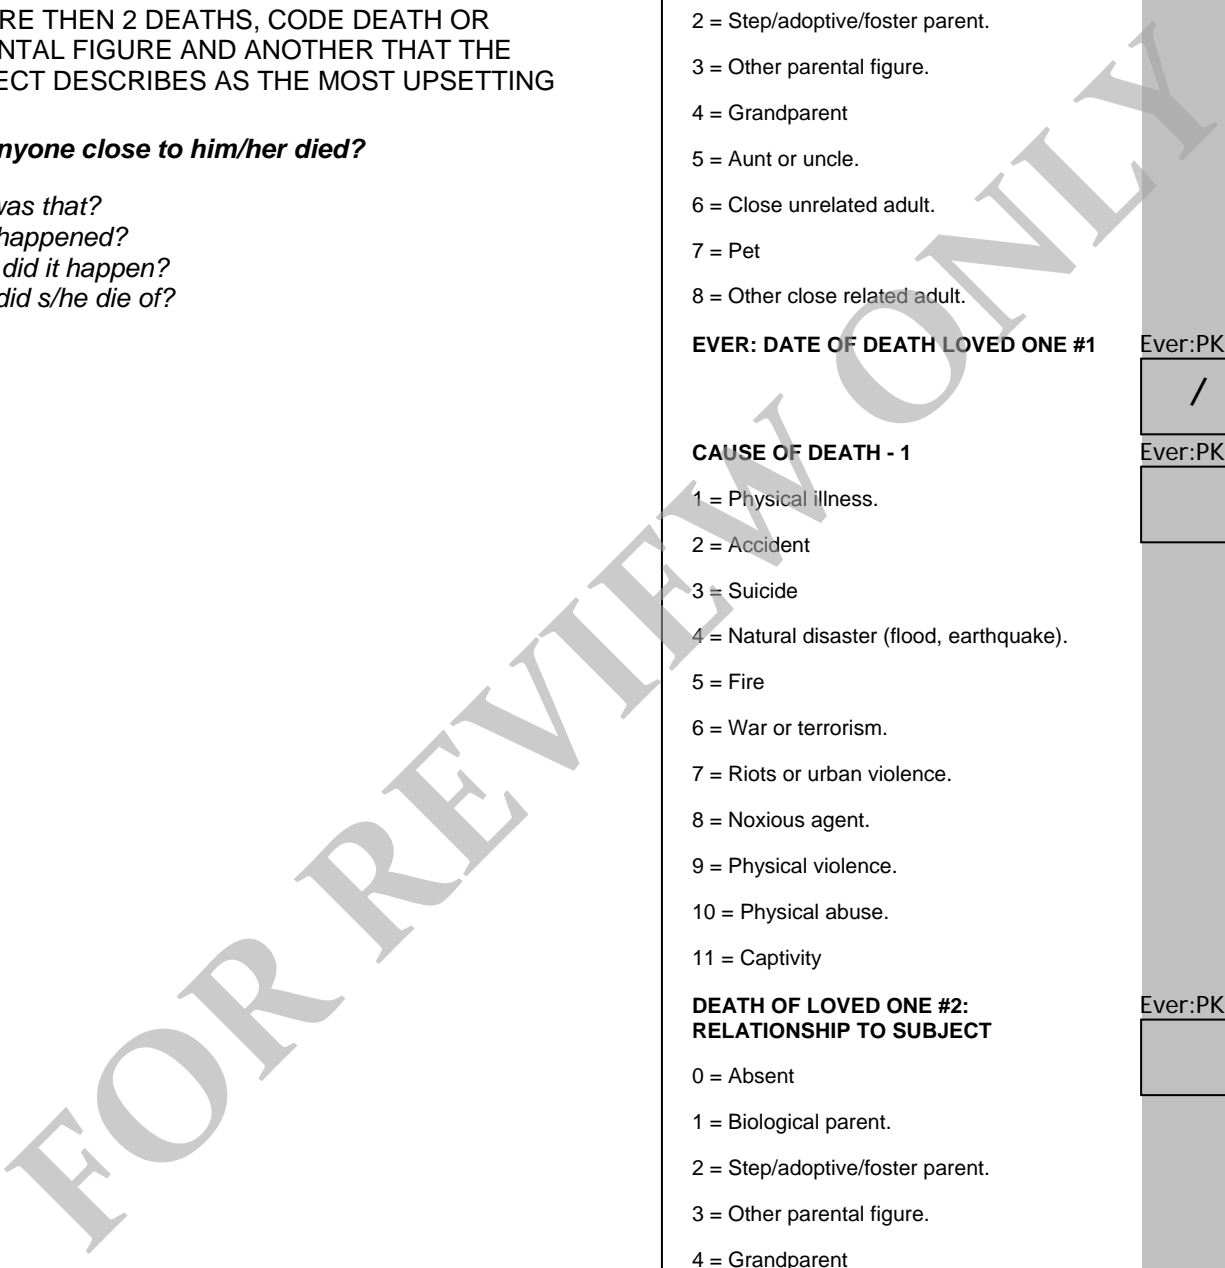 RE THEN 2 DEATHS, CODE DEATH OR
NTAL FIGURE AND ANOTHER THAT THE
ECT DESCRIBES AS THE MOST UPSETTING
nyone close to him/her died?
was that?
happened?
did it happen?
did s/he die of?
2 = Step/adoptive/foster parent.
3 = Other parental figure.
4 = Grandparent
5 = Aunt or uncle.
6 = Close unrelated adult.
7 = Pet
8 = Other close related adult.
EVER: DATE OF DEATH LOVED ONE #1
Ever:PK
/
CAUSE OF DEATH - 1
Ever:PK
1 = Physical illness.
2 = Accident
3 = Suicide
4 = Natural disaster (flood, earthquake).
5 = Fire
6 = War or terrorism.
7 = Riots or urban violence.
8 = Noxious agent.
9 = Physical violence.
10 = Physical abuse.
11 = Captivity
DEATH OF LOVED ONE #2:
RELATIONSHIP TO SUBJECT
Ever:PK
0 = Absent
1 = Biological parent.
2 = Step/adoptive/foster parent.
3 = Other parental figure.
4 = Grandparent
FOR REVIEW ONLY